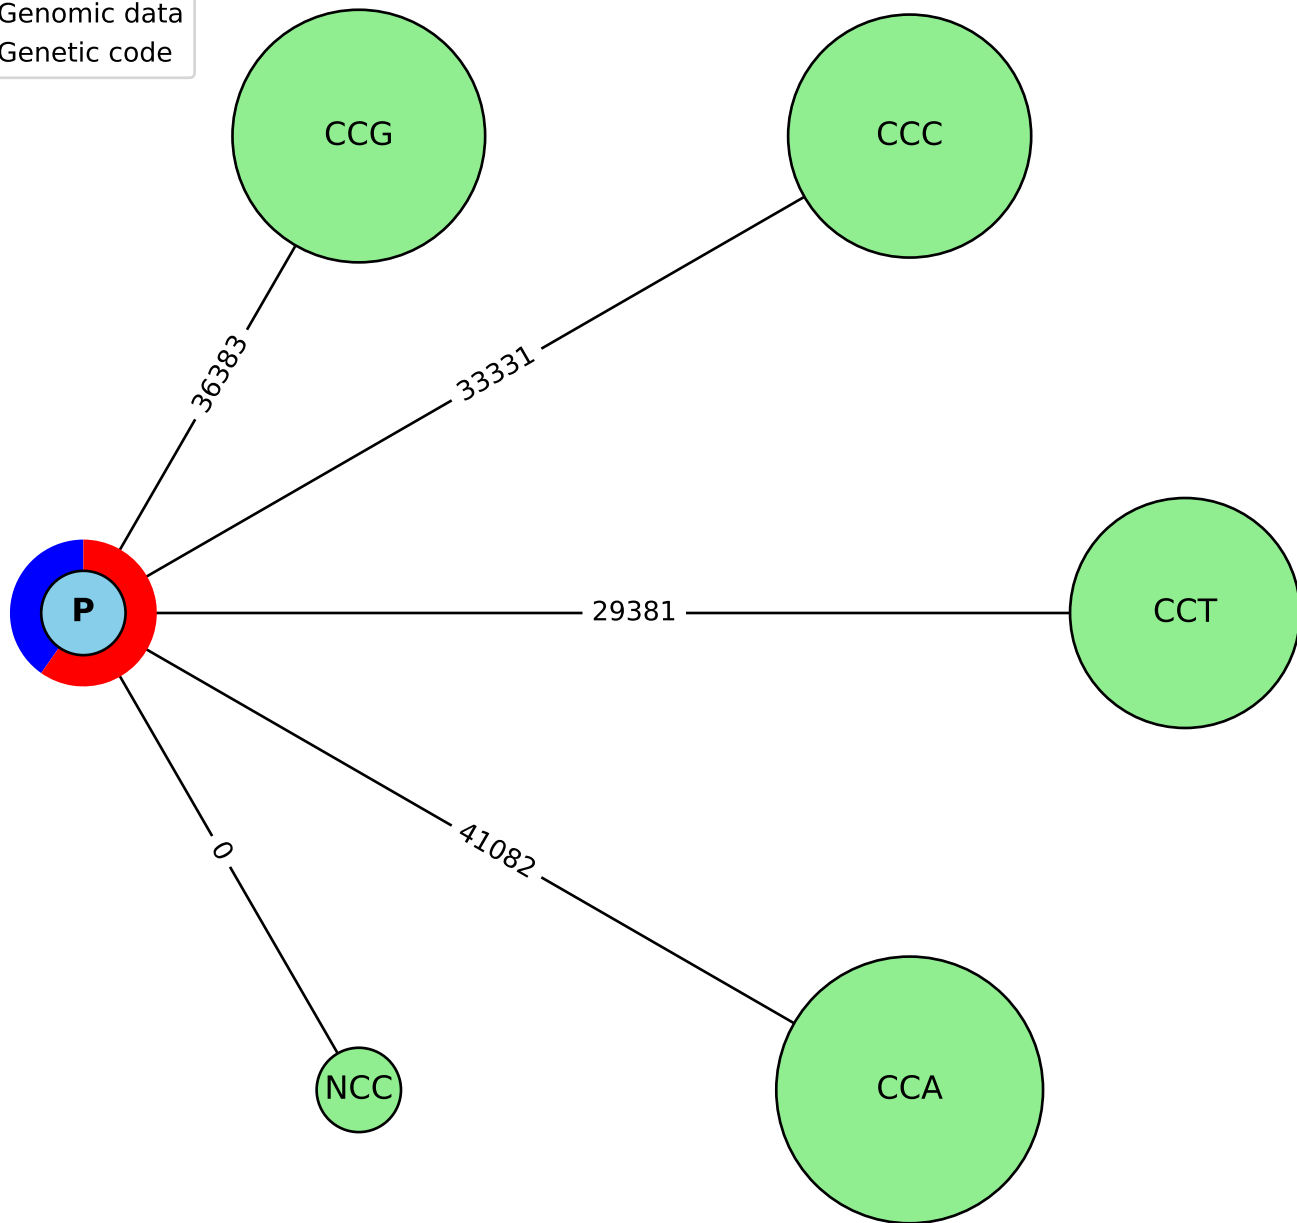 Genomic data
Genetic code
CCG
CCC
36383
33331
P
29381
CCT
0
41082
NCC
CCA